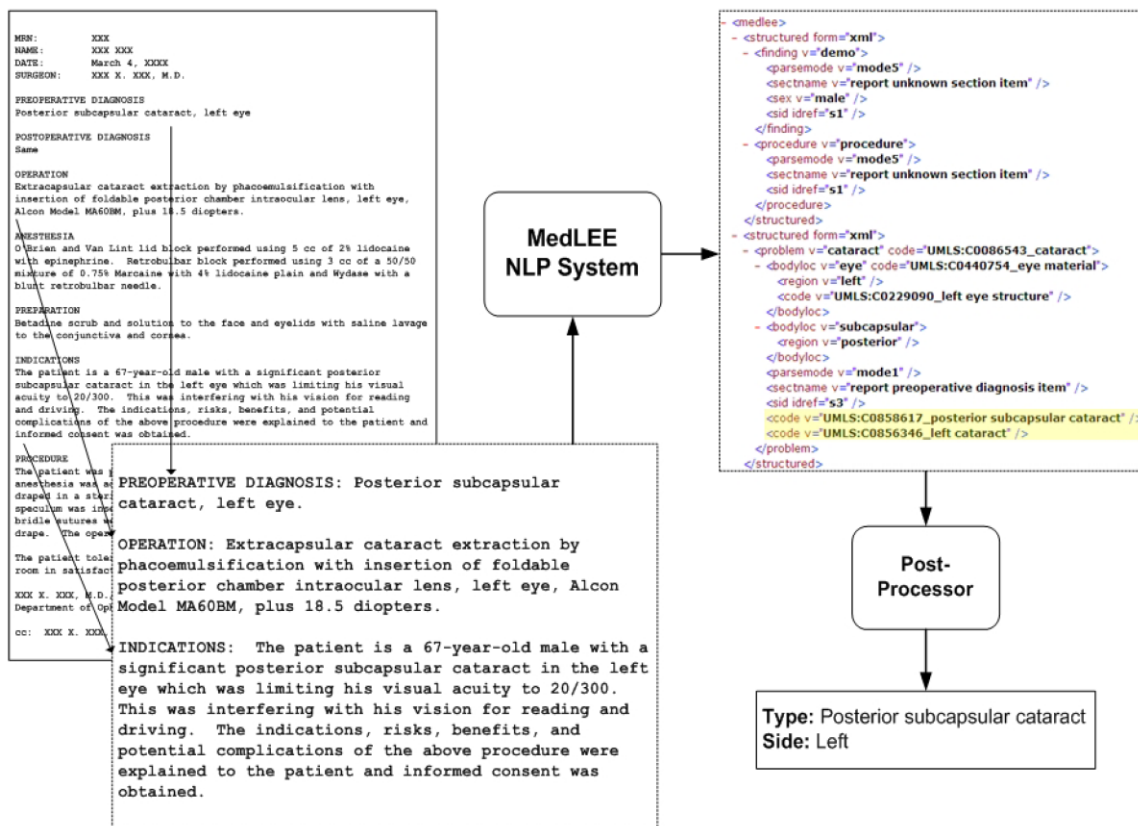 MRN: XXX
NAME: XXX XXX
DATE: March 4, XXXX
SURGEON: XXX X. XXX, M.D.
PREOPERATIVE DIAGNOSIS
Posterior subcapsular cataract, left eye
POSTOPERATIVE DIAGNOSIS
Same
OPERATION
Extracapsular cataract extraction by phacoemulsification with
insertion of foldable posterior chamber intraocular lens, left eye,
Alcon Model MA60BM, plus 18.5 diopters.
ANESTHESIA
O'Brien and Van Lint lid block performed using 5 cc of 2% lidocaine
with epinephrine. Retrobulbar block performed using 3 cc of a 50/50
mixture of 0.75% Marcaine with 4% lidocaine plain and Wydase with a
blunt retrobulbar needle.
PREPARATION
Betadine scrub and solution to the face and eyelids with saline lavage
to the conjunctiva and cornea.
INDICATIONS
The patient is a 67-year-old male with a significant posterior
subcapsular cataract in the left eye which was limiting his visual
acuity to 20/300. This was interfering with his vision for reading
and driving. The indications, risks, benefits, and potential
complications of the above procedure were explained to the patient and
informed consent was obtained.
PROCEDURE
The patient was
anesthesia was
draped in a
speculum was
bridle sutures
drape. The
The patient
room in
XXX X. XXX, M.D.
Department of
cc: XXX X. XXX,
PREOPERATIVE DIAGNOSIS: Posterior subcapsular
cataract, left eye.
OPERATION: Extracapsular cataract extraction by
phacoemulsification with insertion of foldable
posterior chamber intraocular lens, left eye, Alcon
Model MA60BM, plus 18.5 diopters.
INDICATIONS: The patient is a 67-year-old male with a
significant posterior subcapsular cataract in the left
eye which was limiting his visual acuity to 20/300.
This was interfering with his vision for reading and
driving. The indications, risks, benefits, and
potential complications of the above procedure were
explained to the patient and informed consent was
obtained.
MedLEE
NLP System
- <medlee>
- <structured form="xml">
- <finding v="demo">
<parsemode v="mode5" />
<sectname v="report unknown section item" />
<sex v="male" />
<sid idref="s1" />
</finding>
- <procedure v="procedure">
<parsemode v="mode5" />
<sectname v="report unknown section item" />
<sid idref="s1" />
</procedure>
</structured>
- <structured form="xml">
- <problem v="cataract" code="UMLS:C0086543_cataract">
- <bodyloc v="eye" code="UMLS:C0440754_eye material">
<region v="left" />
<code v="UMLS:C0229090_left eye structure" />
</bodyloc>
- <bodyloc v="subcapsular">
<region v="posterior" />
</bodyloc>
<parsemode v="mode1" />
<sectname v="report preoperative diagnosis item" />
<sid idref="s3" />
<code v="UMLS:C0858617_posterior subcapsular cataract" />
<code v="UMLS:C0856346_left cataract" />
</problem>
</structured>
Post-
Processor
Type: Posterior subcapsular cataract
Side: Left